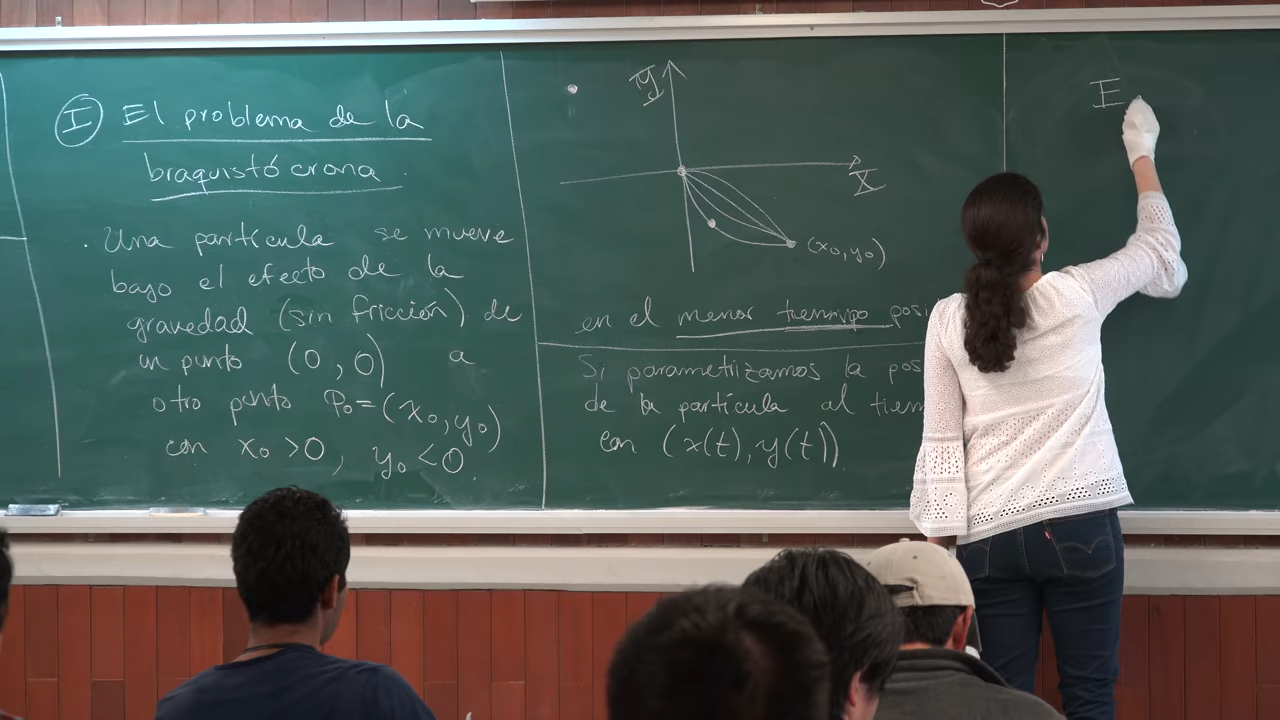 I El problema de la
braquistócrona.
. Una partícula se mueve
bajo el efecto de la
gravedad (sin fricción) de
un punto (0,0) a
otro punto P₀=(x₀,y₀)
con x₀>0, y₀<0
Y
X
(x₀,y₀)
en el menor tiempo posi
Si parametrizamos la pos
de la partícula al tiem
con (x(t),y(t)).
E